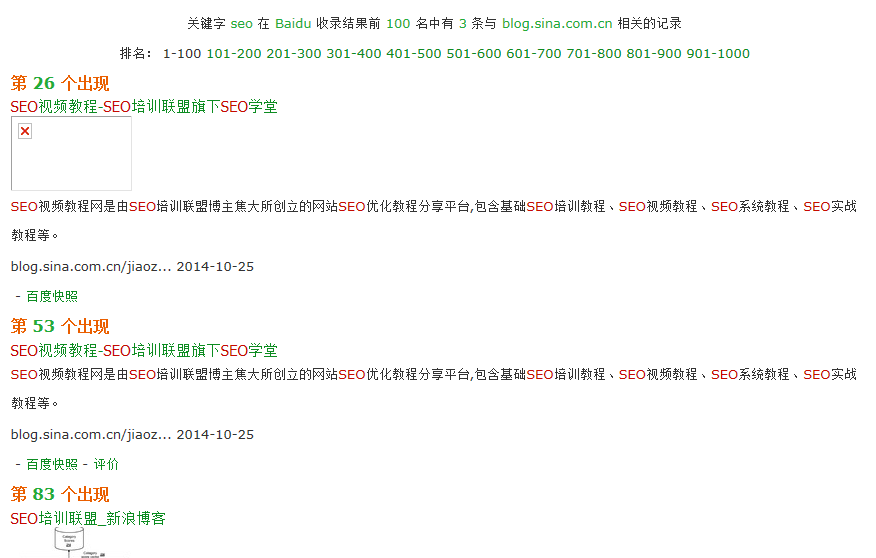 关键字 seo 在 Baidu 收录结果前 100 名中有 3 条与 blog.sina.com.cn 相关的记录
排名： 1-100 101-200 201-300 301-400 401-500 501-600 601-700 701-800 801-900 901-1000
第 26 个出现
SEO视频教程-SEO培训联盟旗下SEO学堂
SEO视频教程网是由SEO培训联盟博主焦大所创立的网站SEO优化教程分享平台,包含基础SEO培训教程、SEO视频教程、SEO系统教程、SEO实战
教程等。
blog.sina.com.cn/jiaoz... 2014-10-25
- 百度快照
第 53 个出现
SEO视频教程-SEO培训联盟旗下SEO学堂
SEO视频教程网是由SEO培训联盟博主焦大所创立的网站SEO优化教程分享平台,包含基础SEO培训教程、SEO视频教程、SEO系统教程、SEO实战
教程等。
blog.sina.com.cn/jiaoz... 2014-10-25
- 百度快照 - 评价
第 83 个出现
SEO培训联盟_新浪博客